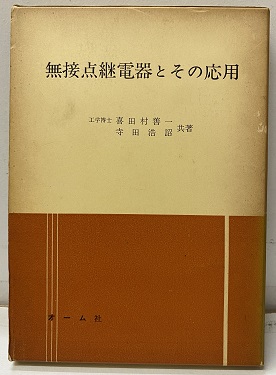 無接点継電器とその応用
工学博士 喜田村善一
寺田浩詔 共著
オーム社